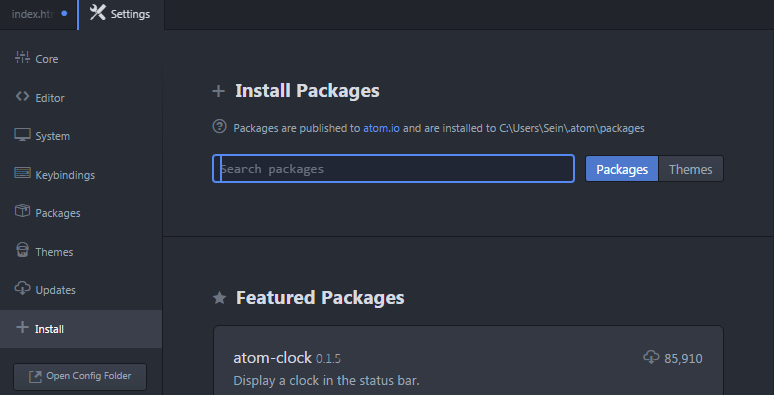 index.ht
Settings
Core
Editor
System
Keybindings
Packages
Themes
Updates
Install
Open Config Folder
Install Packages
Packages are published to atom.io and are installed to C:\Users\Sein\.atom\packages
Search packages
Packages Themes
Featured Packages
atom-clock 0.1.5 85,910
Display a clock in the status bar.